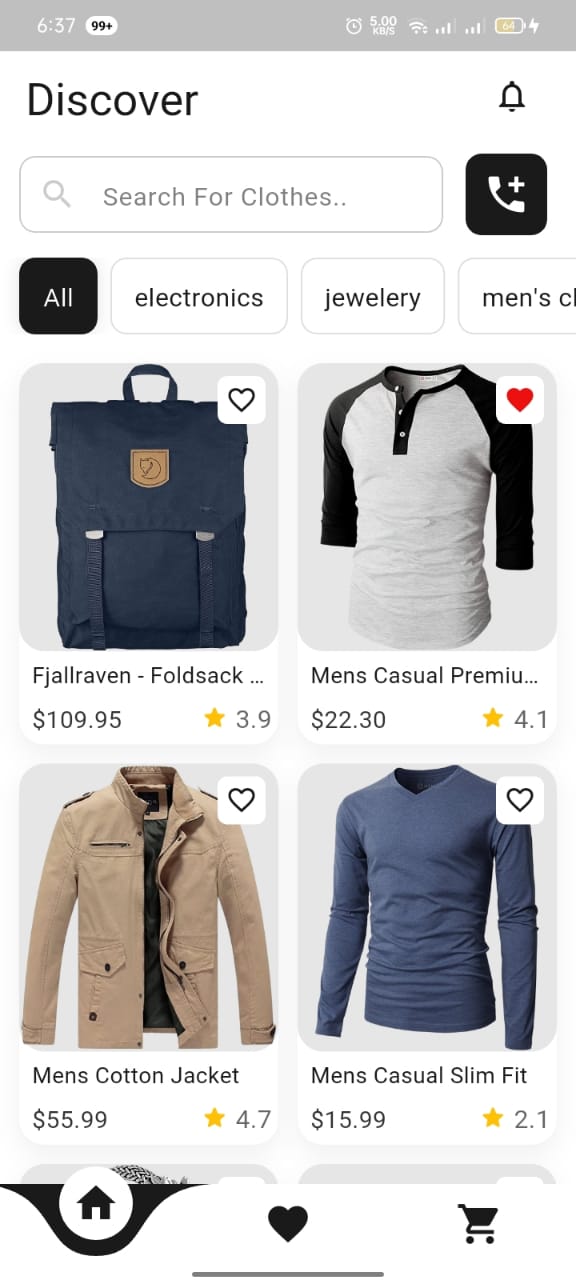 6:37 99+ 5.00 KB/S 64
Discover
Search For Clothes..
All electronics jewelery men's cl
Fjallraven - Foldsack ... Mens Casual Premiu...
$109.95 3.9 $22.30 4.1
Mens Cotton Jacket Mens Casual Slim Fit
$55.99 4.7 $15.99 2.1